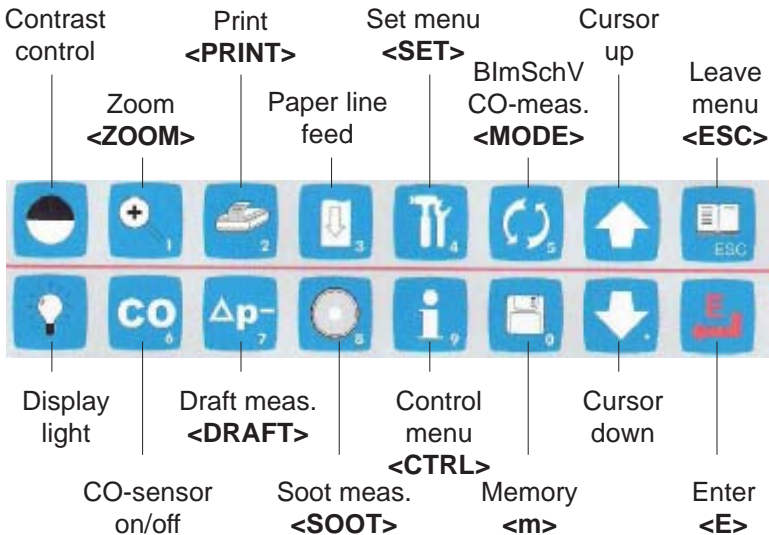 Contrast
control
Print
<PRINT>
Set menu
<SET>
Cursor
up
Zoom
<ZOOM>
Paper line
feed
BImSchV
CO-meas.
<MODE>
Leave
menu
<ESC>
1
2
3
4
5
ESC
CO
6
Δp-
7
8
i
9
0
.
E
Display
light
Draft meas.
<DRAFT>
Control
menu
<CTRL>
Cursor
down
CO-sensor
on/off
Soot meas.
<SOOT>
Memory
<m>
Enter
<E>